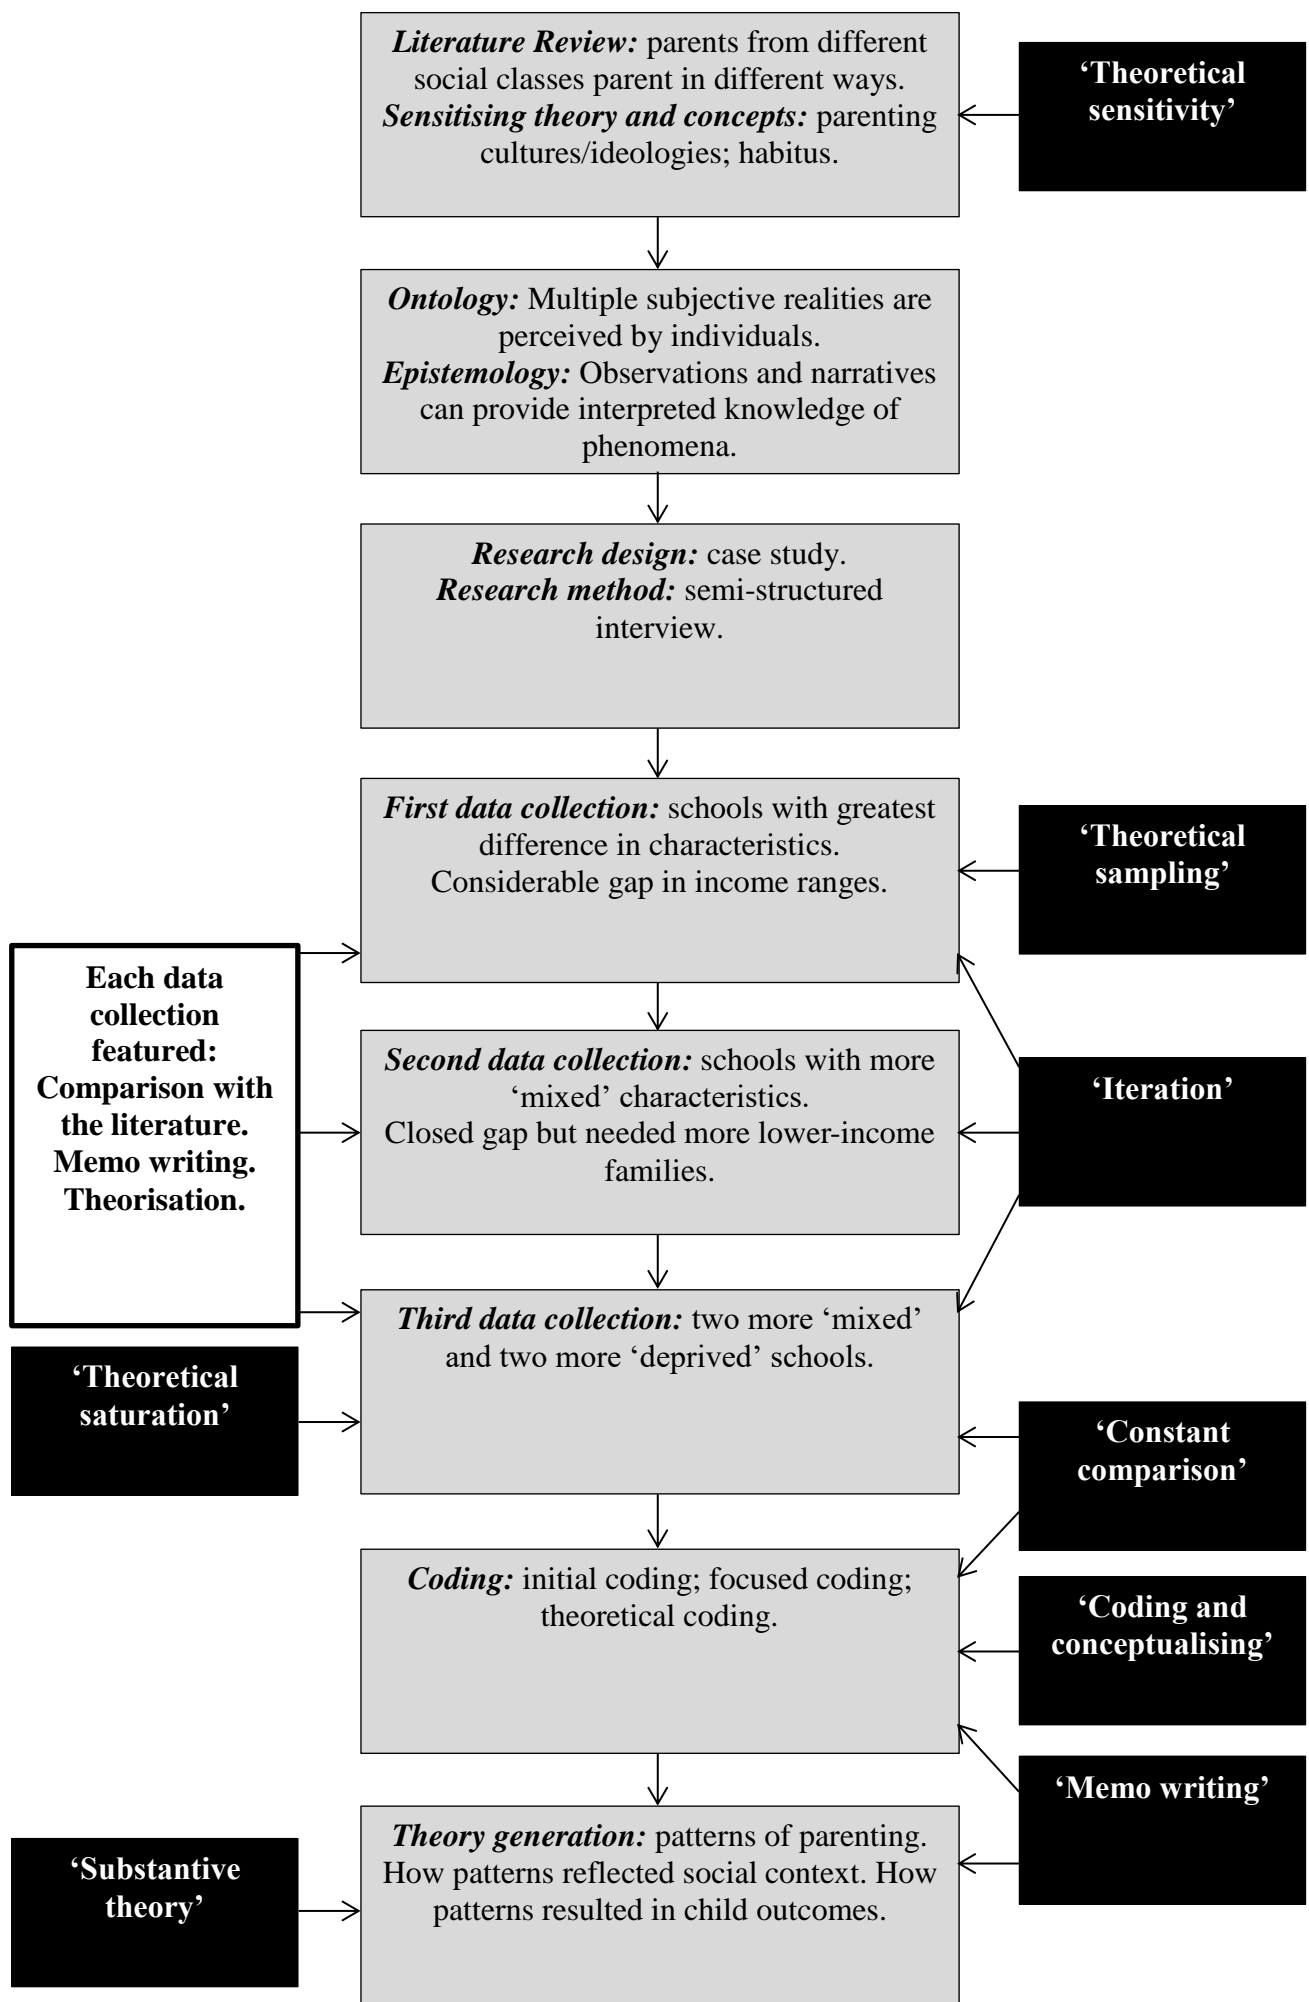 Literature Review: parents from different
social classes parent in different ways.
Sensitising theory and concepts: parenting
cultures/ideologies; habitus.
‘Theoretical
sensitivity’
Ontology: Multiple subjective realities are
perceived by individuals.
Epistemology: Observations and narratives
can provide interpreted knowledge of
phenomena.
Research design: case study.
Research method: semi-structured
interview.
First data collection: schools with greatest
difference in characteristics.
Considerable gap in income ranges.
‘Theoretical
sampling’
Each data
collection
featured:
Comparison with
the literature.
Memo writing.
Theorisation.
Second data collection: schools with more
‘mixed’ characteristics.
Closed gap but needed more lower-income
families.
‘Iteration’
Third data collection: two more ‘mixed’
and two more ‘deprived’ schools.
‘Theoretical
saturation’
‘Constant
comparison’
Coding: initial coding; focused coding;
theoretical coding.
‘Coding and
conceptualising’
‘Memo writing’
Theory generation: patterns of parenting.
How patterns reflected social context. How
patterns resulted in child outcomes.
‘Substantive
theory’